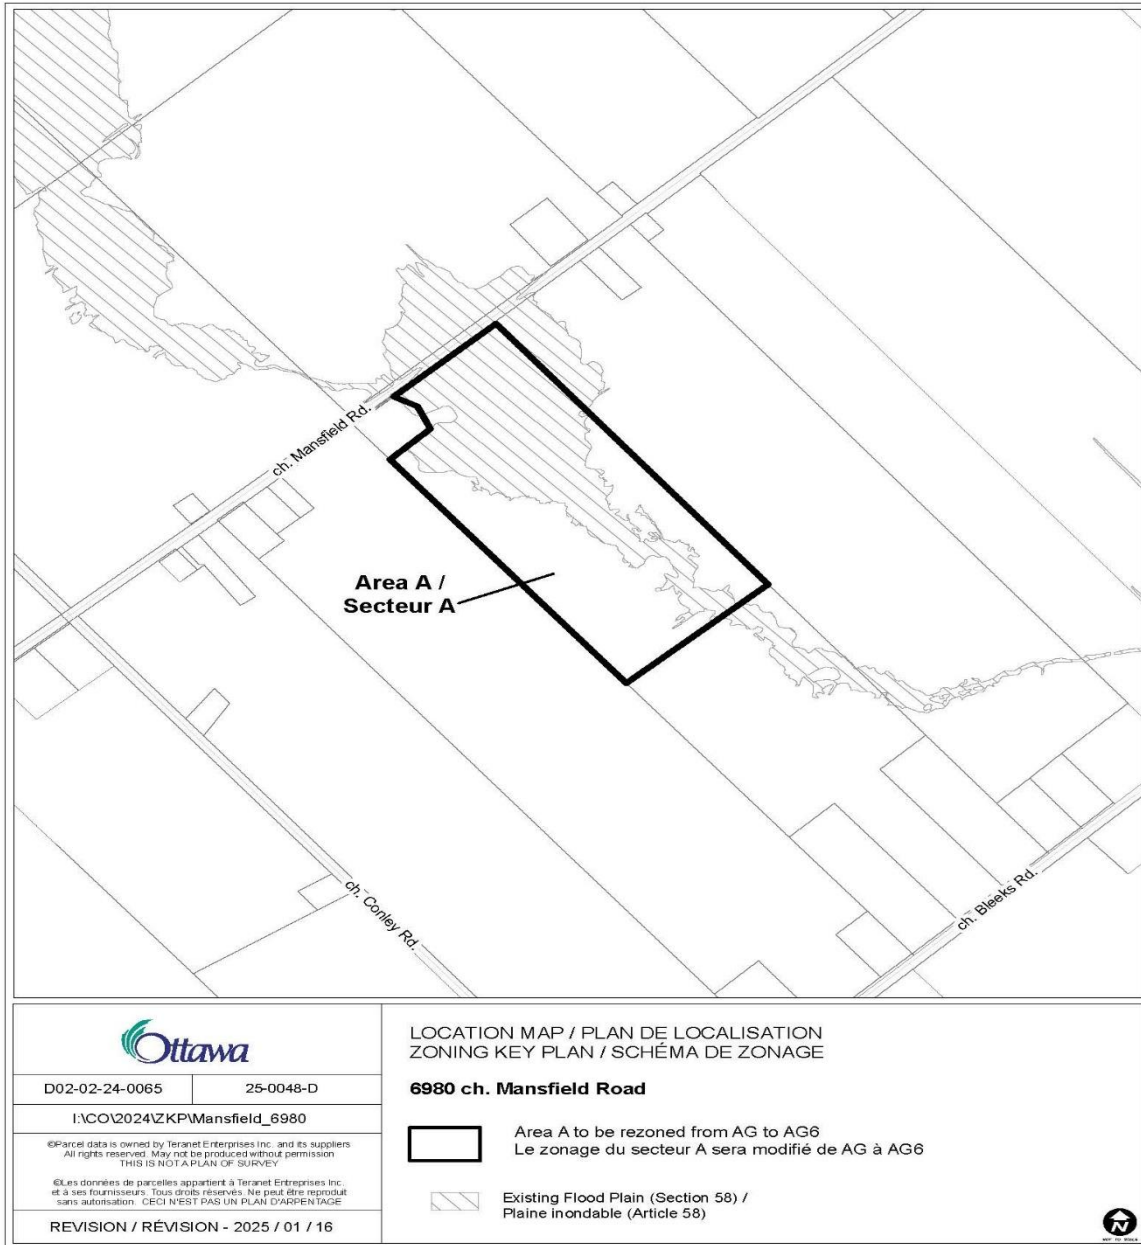 ch. Mansfield Rd.
Area A /
Secteur A
ch. Conley Rd.
ch. Bleeks Rd.
Ottawa
D02-02-24-0065
25-0048-D
I:\CO\2024\ZKP\Mansfield_6980
©Parcel data is owned by Teranet Enterprises Inc. and its suppliers
All rights reserved. May not be produced without permission
THIS IS NOT A PLAN OF SURVEY
©Les données de parcelles appartient à Teranet Enterprises Inc.
et à ses fournisseurs. Tous droits réservés. Ne peut être reproduit
sans autorisation. CECI N'EST PAS UN PLAN D'ARPENTAGE
REVISION / RÉVISION - 2025 / 01 / 16
LOCATION MAP / PLAN DE LOCALISATION
ZONING KEY PLAN / SCHÉMA DE ZONAGE
6980 ch. Mansfield Road
Area A to be rezoned from AG to AG6
Le zonage du secteur A sera modifié de AG à AG6
Existing Flood Plain (Section 58) /
Plaine inondable (Article 58)
N
NOT TO SCALE